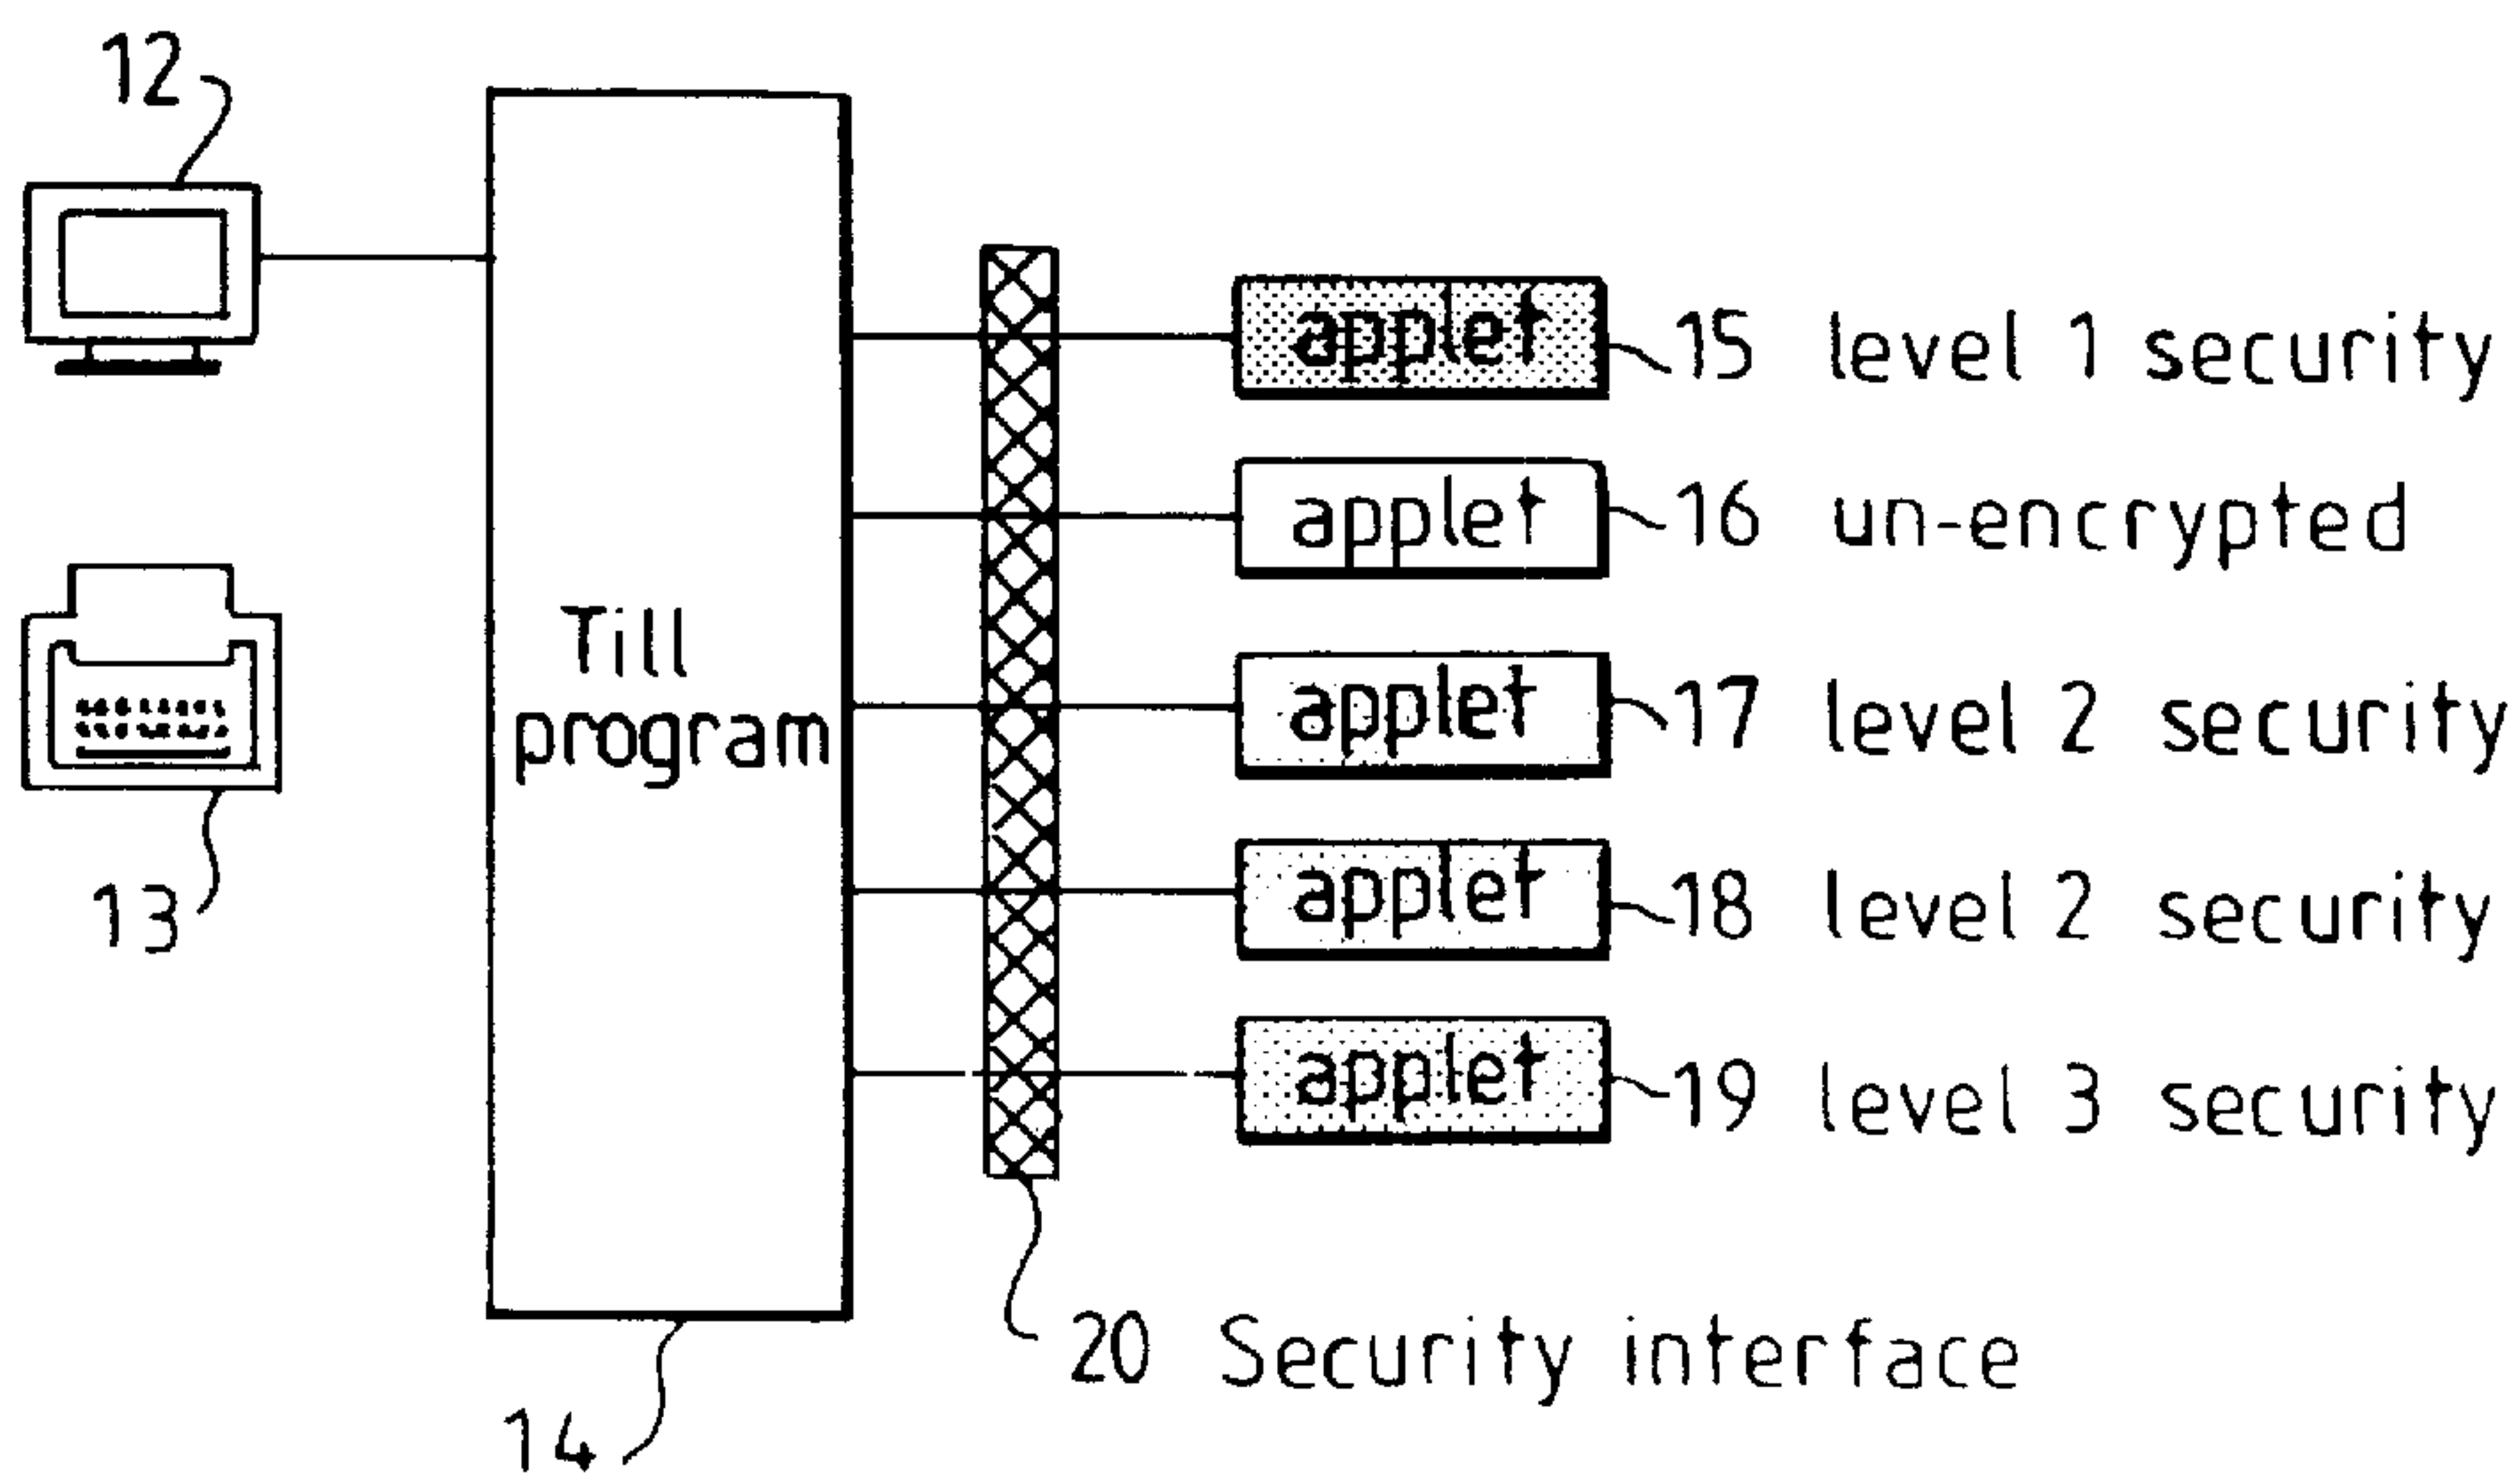 12
applet 15 level 1 security
applet 16 un-encrypted
Till
program
applet 17 level 2 security
applet 18 level 2 security
13
applet 19 level 3 security
20 Security interface
14